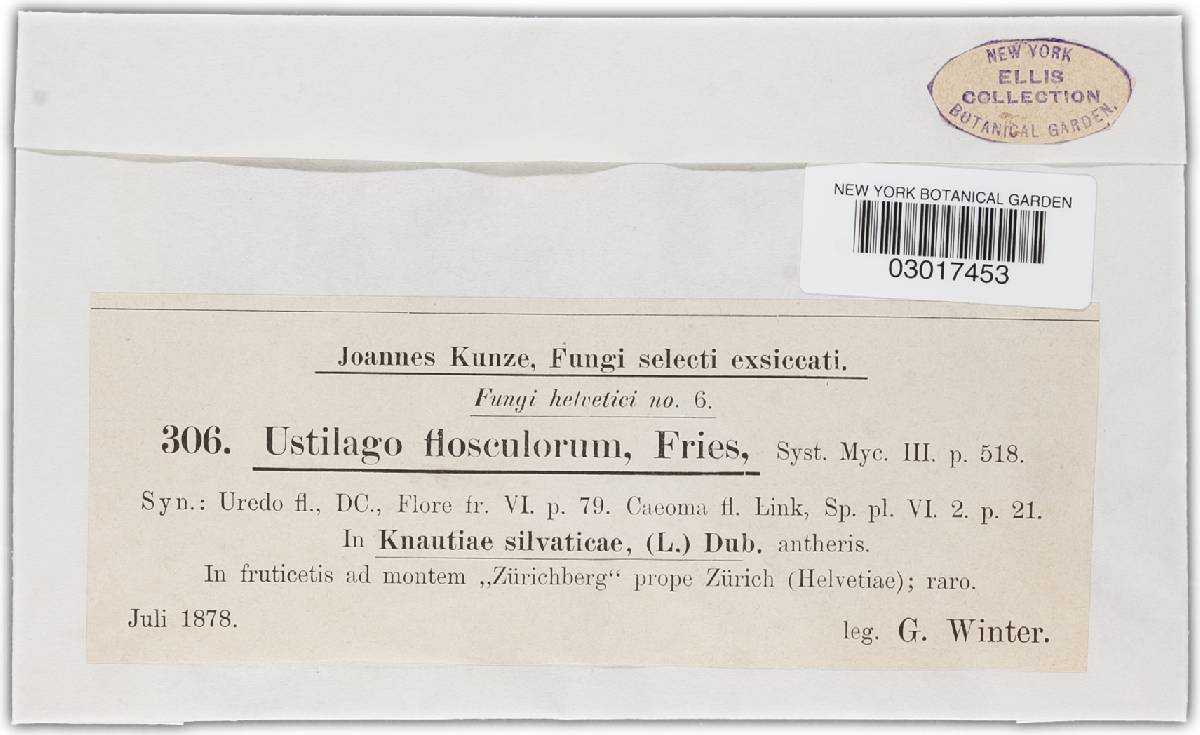 NEW YORK
ELLIS
COLLECTION
BOTANICAL GARDEN.
NEW YORK BOTANICAL GARDEN
03017453
Joannes Kunze, Fungi selecti exsiccati.
Fungi helvetici no. 6.
306. Ustilago flosculorum, Fries, Syst. Myc. III. p. 518.
Syn.: Uredo fl., DC., Flore fr. VI. p. 79. Caeoma fl. Link, Sp. pl. VI. 2. p. 21.
In Knautiae silvaticae, (L.) Dub. antheris.
In fruticetis ad montem „Zürichberg“ prope Zürich (Helvetiae); raro.
Juli 1878.
leg. G. Winter.